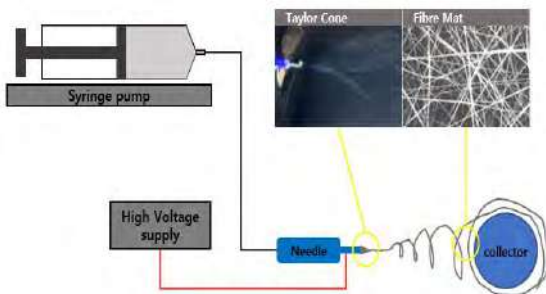 Taylor Cone
Fibre Mat
Syringe pump
High Voltage
supply
Needle
collector